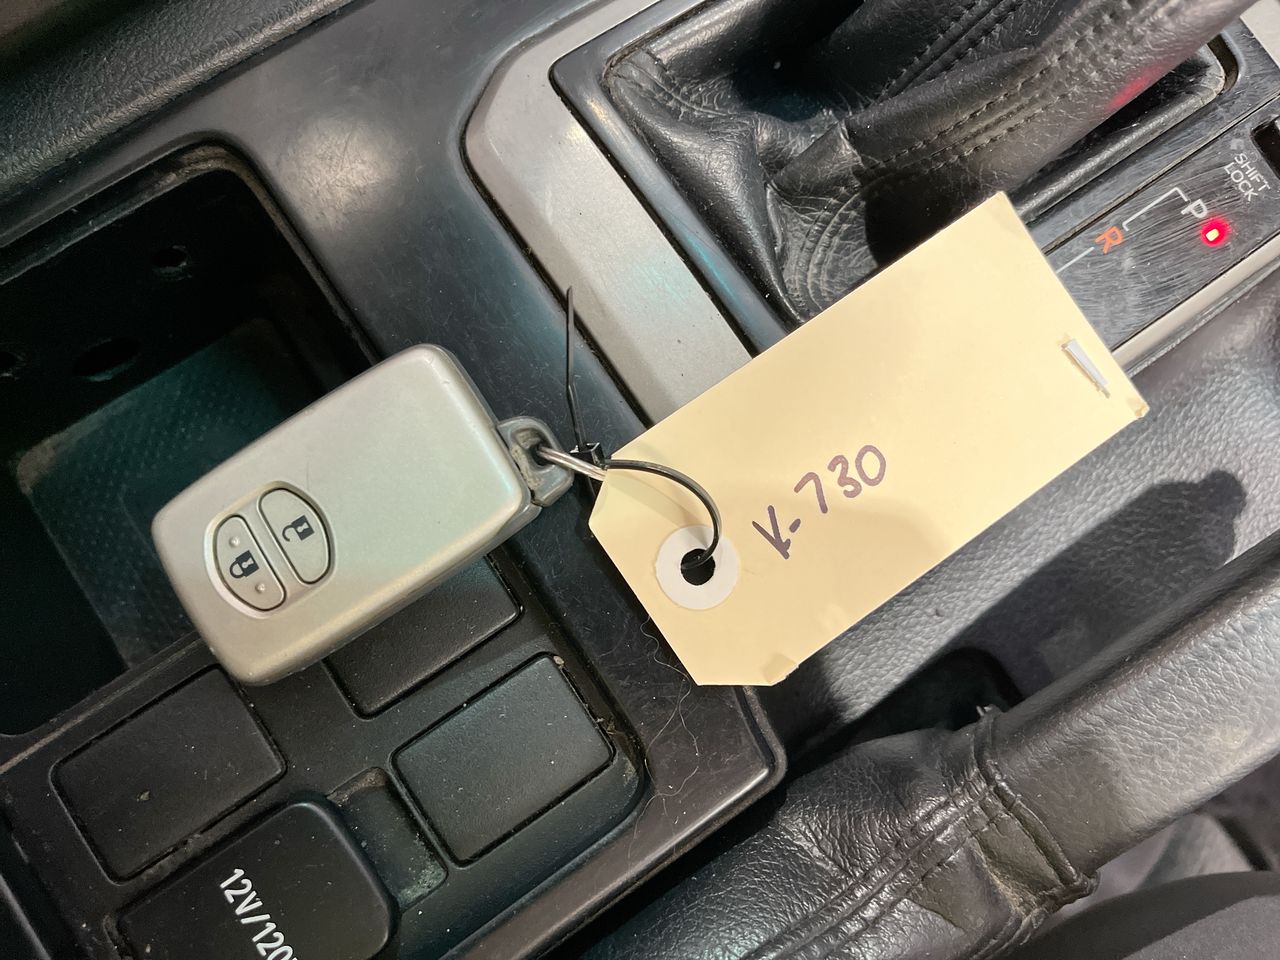 SHIFT
LOCK
P
R
K-730
12V/120